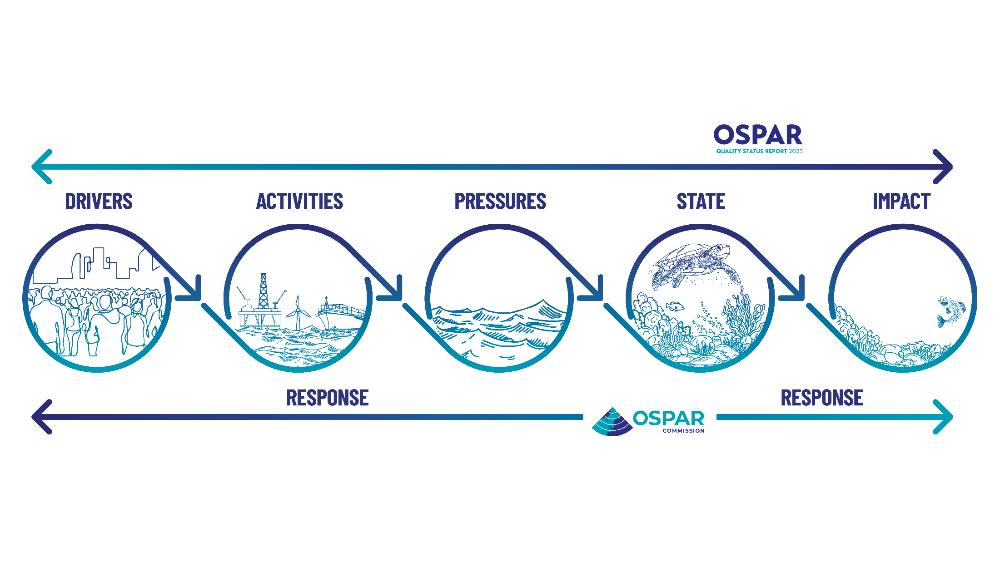 OSPAR
QUALITY STATUS REPORT 2023
DRIVERS
ACTIVITIES
PRESSURES
STATE
IMPACT
RESPONSE
RESPONSE
OSPAR
COMMISSION